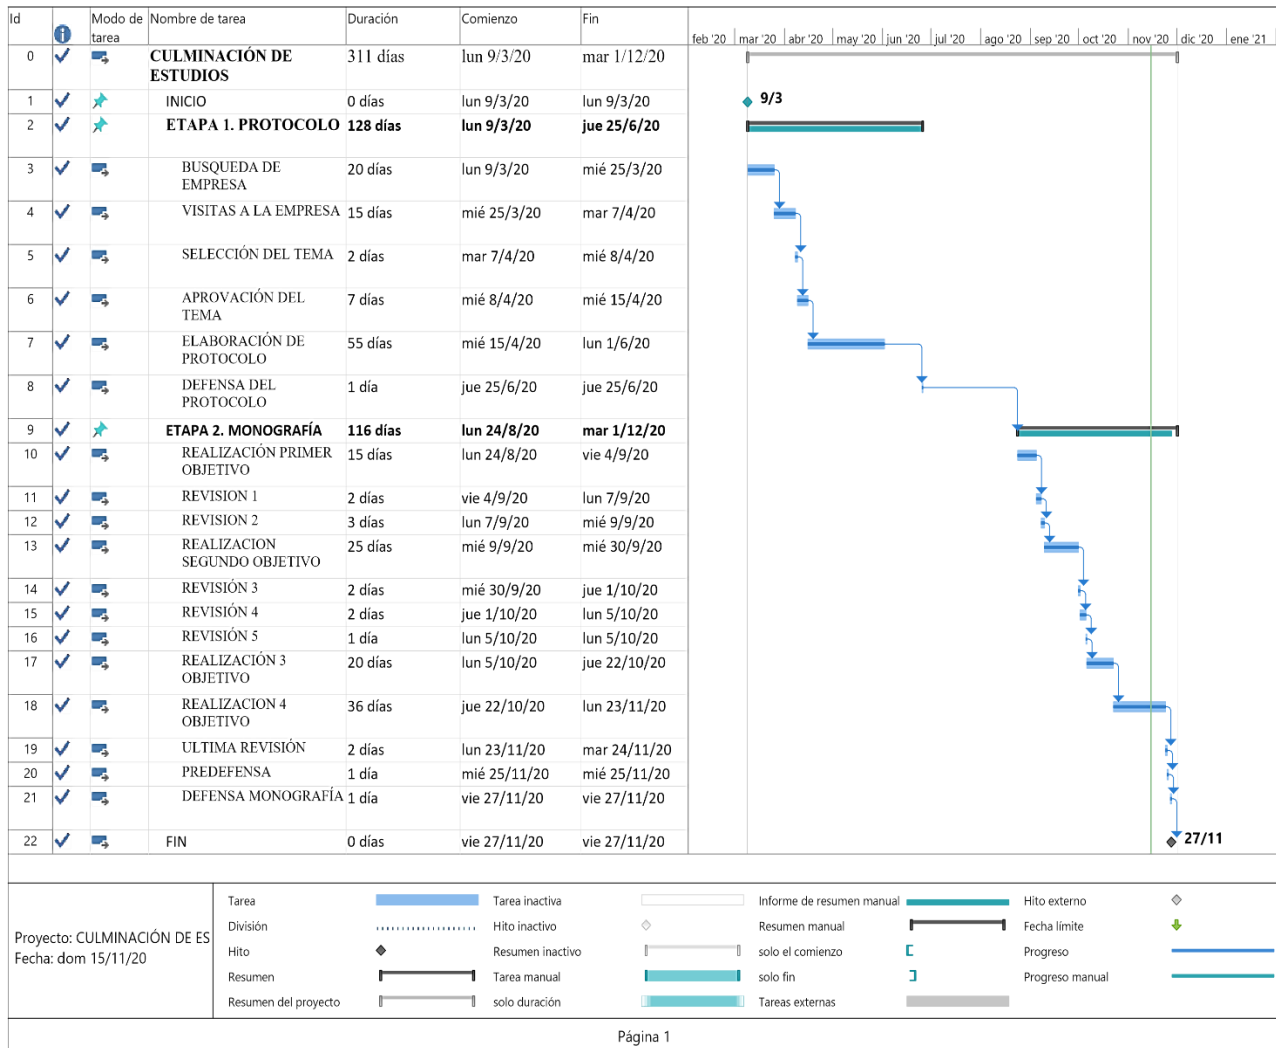 Id Modo de tarea Nombre de tarea Duración Comienzo Fin
feb '20 mar '20 abr '20 may '20 jun '20 jul '20 ago '20 sep '20 oct '20 nov '20 dic '20 ene '21
0 CULMINACIÓN DE ESTUDIOS 311 días lun 9/3/20 mar 1/12/20
1 INICIO 0 días lun 9/3/20 lun 9/3/20 9/3
2 ETAPA 1. PROTOCOLO 128 días lun 9/3/20 jue 25/6/20
3 BUSQUEDA DE EMPRESA 20 días lun 9/3/20 mié 25/3/20
4 VISITAS A LA EMPRESA 15 días mié 25/3/20 mar 7/4/20
5 SELECCIÓN DEL TEMA 2 días mar 7/4/20 mié 8/4/20
6 APROVACIÓN DEL TEMA 7 días mié 8/4/20 mié 15/4/20
7 ELABORACIÓN DE PROTOCOLO 55 días mié 15/4/20 lun 1/6/20
8 DEFENSA DEL PROTOCOLO 1 día jue 25/6/20 jue 25/6/20
9 ETAPA 2. MONOGRAFÍA 116 días lun 24/8/20 mar 1/12/20
10 REALIZACIÓN PRIMER OBJETIVO 15 días lun 24/8/20 vie 4/9/20
11 REVISION 1 2 días vie 4/9/20 lun 7/9/20
12 REVISION 2 3 días lun 7/9/20 mié 9/9/20
13 REALIZACION SEGUNDO OBJETIVO 25 días mié 9/9/20 mié 30/9/20
14 REVISIÓN 3 2 días mié 30/9/20 jue 1/10/20
15 REVISIÓN 4 2 días jue 1/10/20 lun 5/10/20
16 REVISIÓN 5 1 día lun 5/10/20 lun 5/10/20
17 REALIZACIÓN 3 OBJETIVO 20 días lun 5/10/20 jue 22/10/20
18 REALIZACION 4 OBJETIVO 36 días jue 22/10/20 lun 23/11/20
19 ULTIMA REVISIÓN 2 días lun 23/11/20 mar 24/11/20
20 PREDEFENSA 1 día mié 25/11/20 mié 25/11/20
21 DEFENSA MONOGRAFÍA 1 día vie 27/11/20 vie 27/11/20
22 FIN 0 días vie 27/11/20 vie 27/11/20 27/11
Proyecto: CULMINACIÓN DE ES
Fecha: dom 15/11/20
Tarea
División
Hito
Resumen
Resumen del proyecto
Tarea inactiva
Hito inactivo
Resumen inactivo
Tarea manual
solo duración
Informe de resumen manual
Resumen manual
solo el comienzo
solo fin
Tareas externas
Hito externo
Fecha límite
Progreso
Progreso manual
Página 1